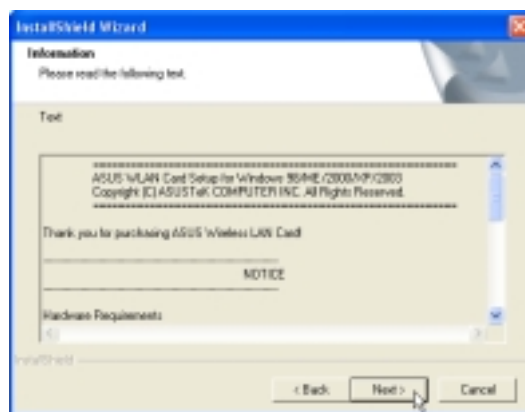 InstallShield Wizard
Information
Please read the following text.
Text
ASUS WLAN Card Setup for Windows 98/ME/2000/XP/2003
Copyright (C) ASUSTeK COMPUTER INC. All Rights Reserved.
Thank you for purchasing ASUS Wireless LAN Card!
NOTICE
Hardware Requirements
InstallShield
< Back Next > Cancel